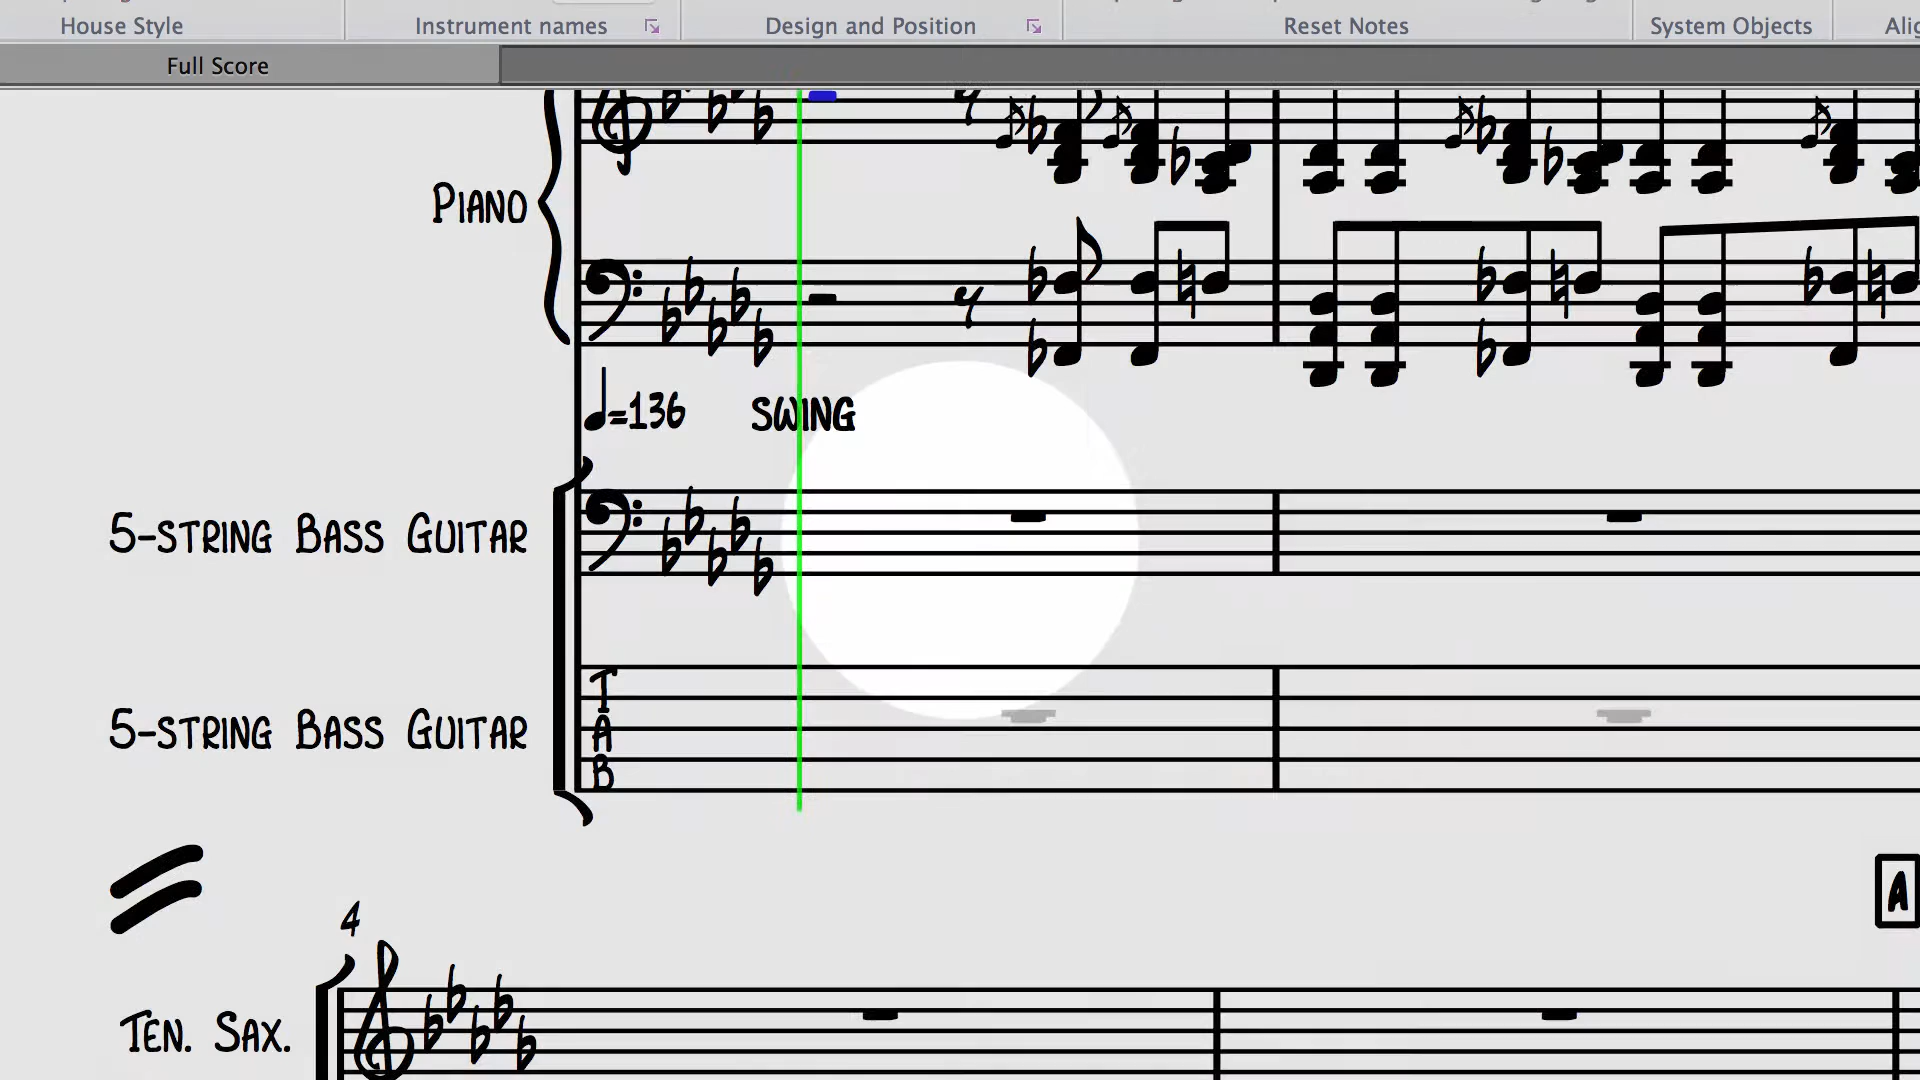 House Style
Instrument names
Design and Position
Reset Notes
System Objects
Full Score
PIANO
=136 SWING
5-STRING BASS GUITAR
5-STRING BASS GUITAR
T
A
B
4
A
TEN. SAX.